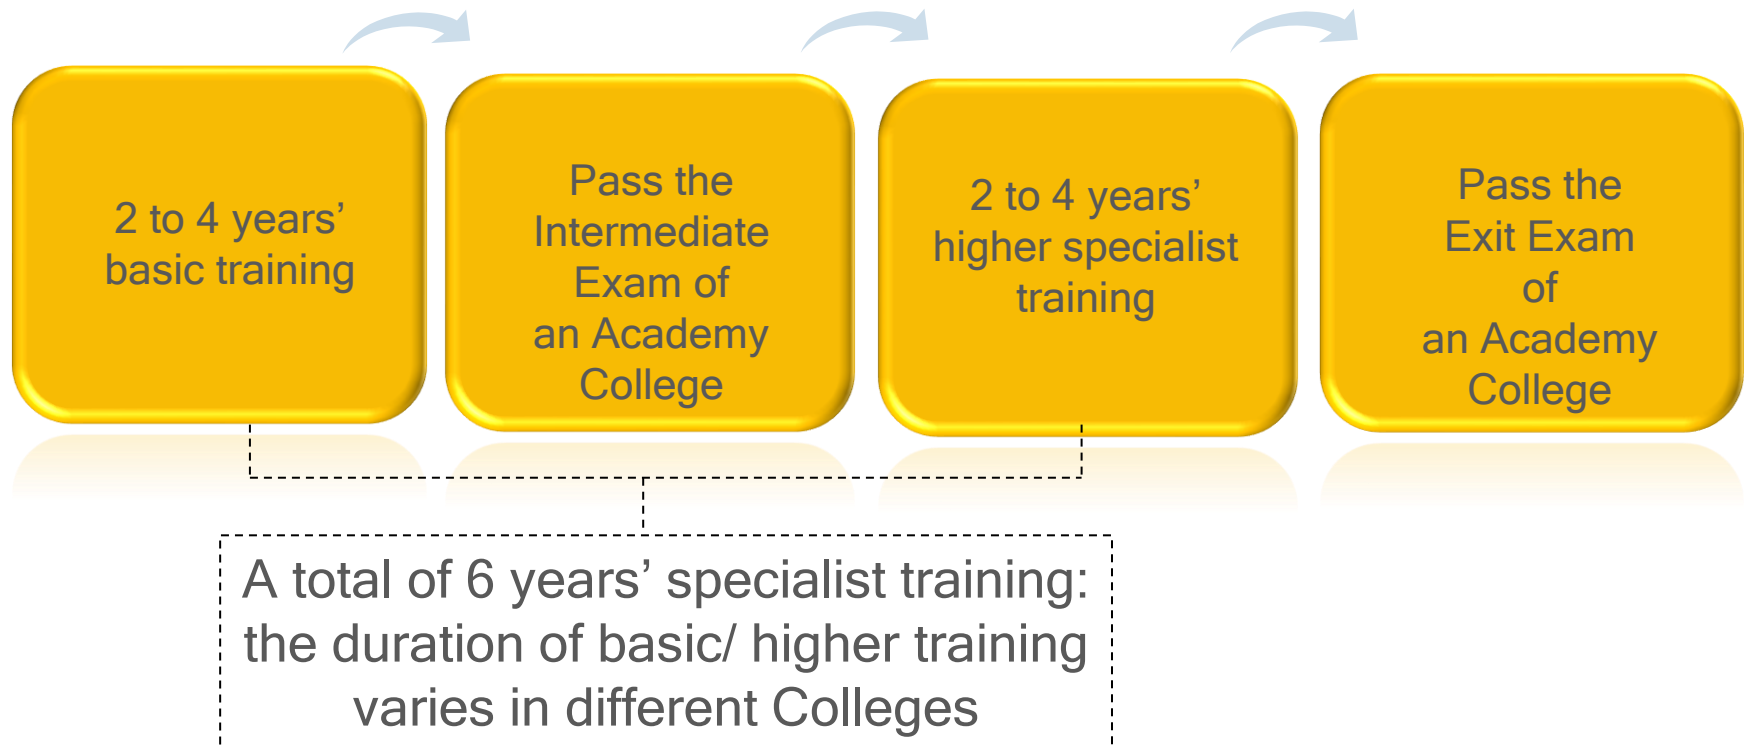 2 to 4 years’
basic training
Pass the
Intermediate
Exam of
an Academy
College
2 to 4 years’
higher specialist
training
Pass the
Exit Exam
of
an Academy
College
A total of 6 years’ specialist training:
the duration of basic/ higher training
varies in different Colleges